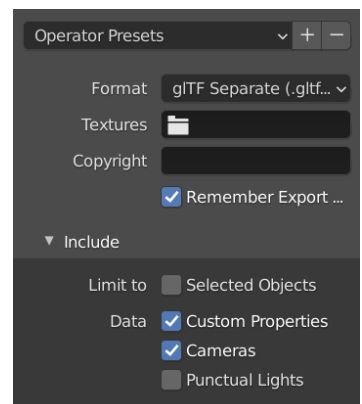 Operator Presets
Format glTF Separate (.gltf...
Textures
Copyright
Remember Export ...
Include
Limit to Selected Objects
Data Custom Properties
Cameras
Punctual Lights